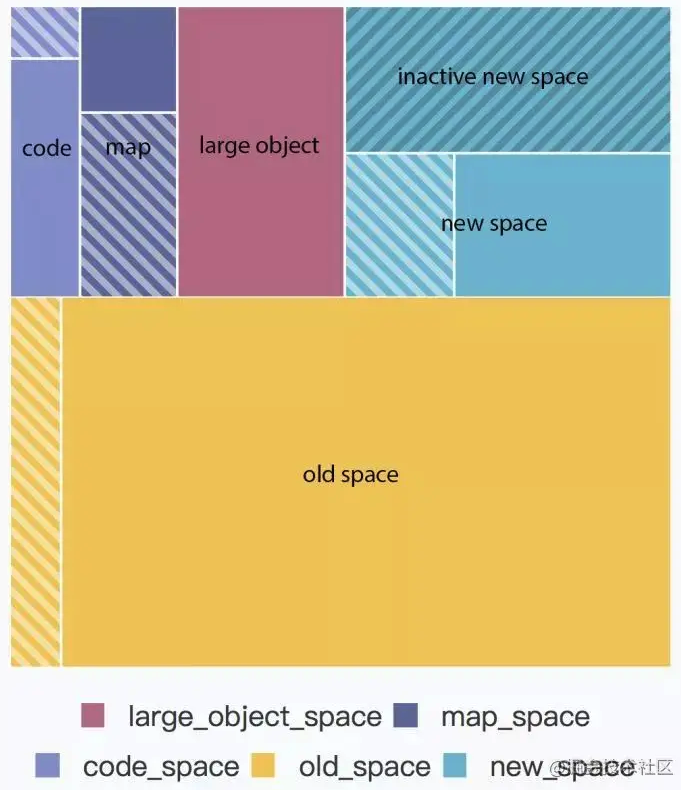 inactive new space
code
map
large object
new space
old space
large_object_space map_space
code_space old_space new_space